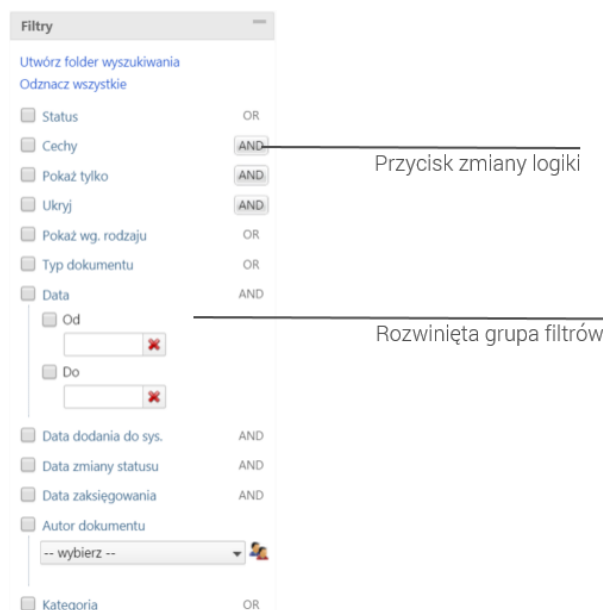 Filtry
Utwórz folder wyszukiwania
Odznacz wszystkie
Status OR
Cechy AND
Przycisk zmiany logiki
Pokaż tylko AND
Ukryj AND
Pokaż wg. rodzaju OR
Typ dokumentu OR
Data AND
Od
Rozwinięta grupa filtrów
Do
Data dodania do sys. AND
Data zmiany statusu AND
Data zaksięgowania AND
Autor dokumentu
-- wybierz --
Kategoria OR